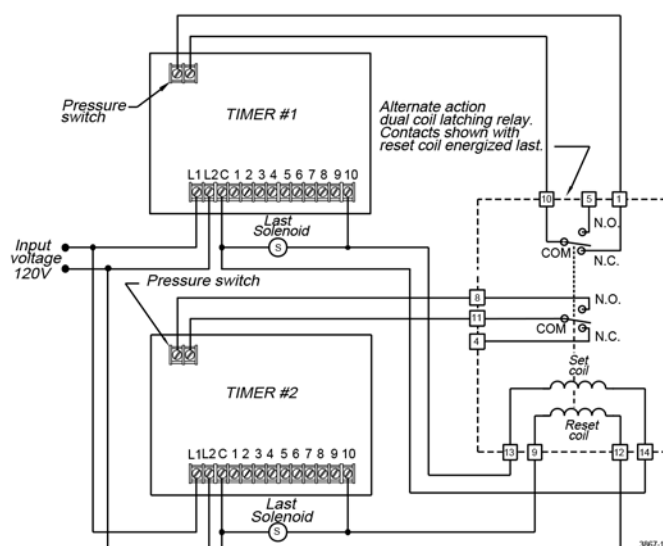 Pressure
switch
TIMER #1
L1 L2 C 1 2 3 4 5 6 7 8 9 10
Last
Solenoid
S
Alternate action
dual coil latching relay.
Contacts shown with
reset coil energized last.
10 5 1
N.O.
COM
N.C.
Input
voltage
120V
Pressure switch
8
N.O.
11
COM
4
N.C.
TIMER #2
Set
coil
Reset
coil
13 9 12 14
L1 L2 C 1 2 3 4 5 6 7 8 9 10
Last
Solenoid
S